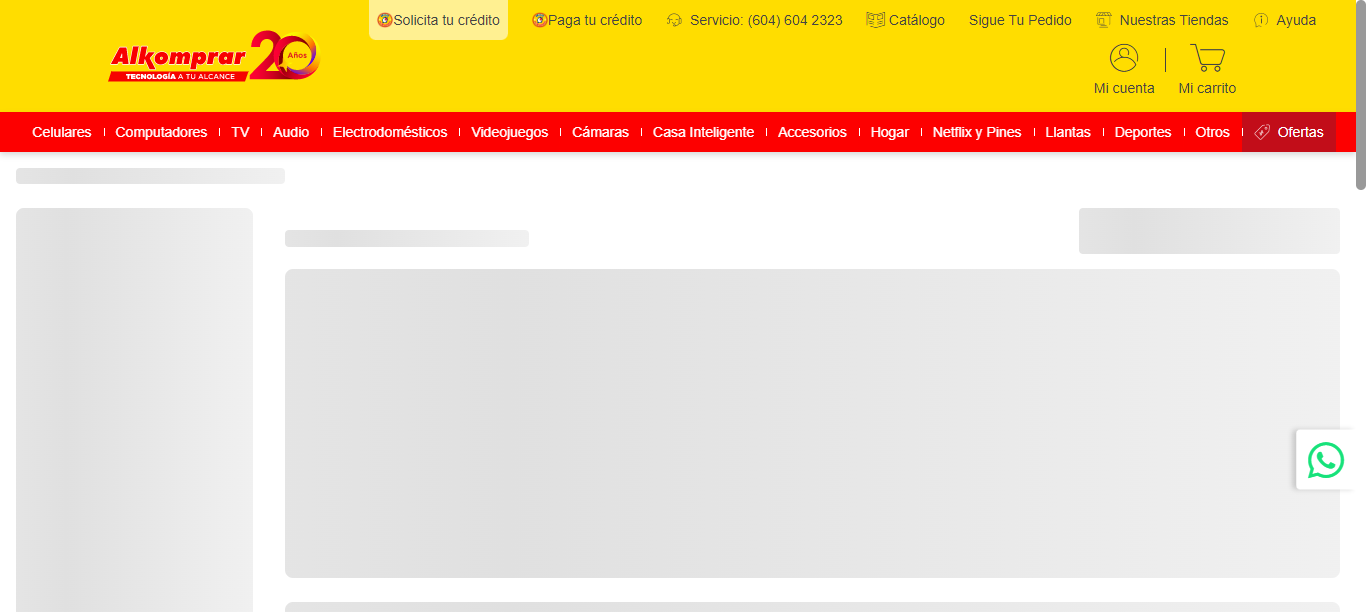 Solicita tu crédito
Paga tu crédito
Servicio: (604) 604 2323
Catálogo
Sigue Tu Pedido
Nuestras Tiendas
Ayuda
Alkomprar 20 Años
TECNOLOGÍA A TU ALCANCE
Mi cuenta
Mi carrito
Celulares
Computadores
TV
Audio
Electrodomésticos
Videojuegos
Cámaras
Casa Inteligente
Accesorios
Hogar
Netflix y Pines
Llantas
Deportes
Otros
Ofertas